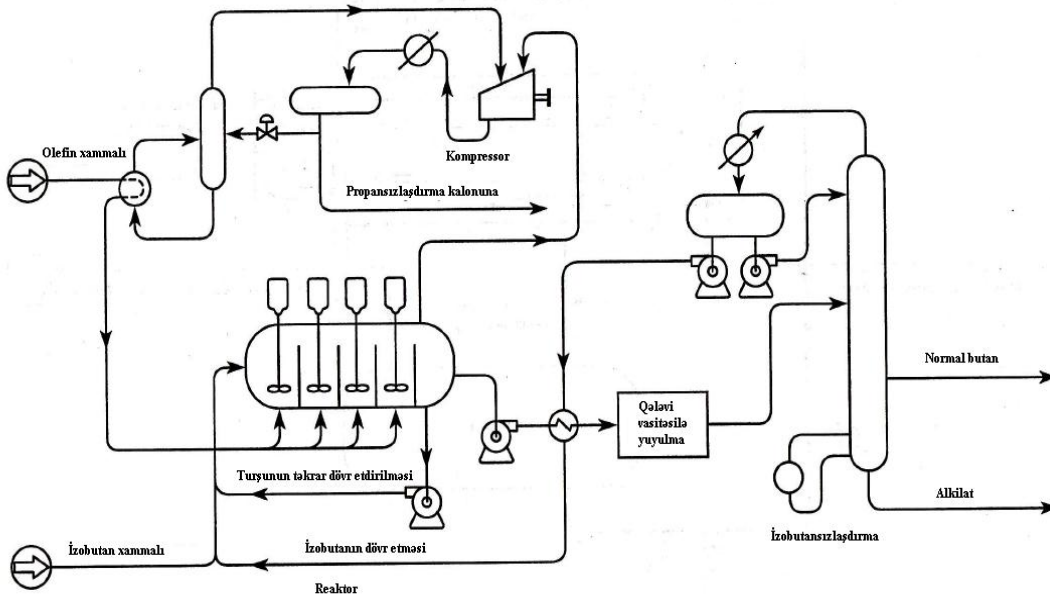 Olefin xammalı
Kompressor
Propansızlaşdırma kalonuna
Normal butan
Qələvi
vasitəsilə
yuyulma
Turşunun təkrar dövr etdirilməsi
Alkilat
İzobutansızlaşdırma
İzobutan xammalı
İzobutanın dövr etməsi
Reaktor